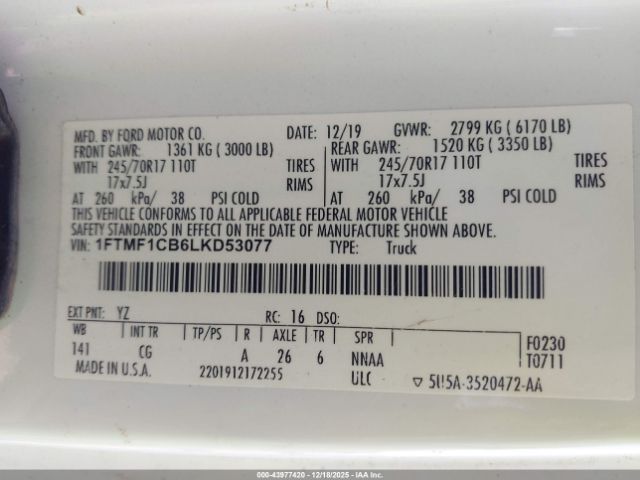 MFD. BY FORD MOTOR CO. DATE: 12/19 GVWR: 2799 KG ( 6170 LB)
FRONT GAWR: 1361 KG ( 3000 LB) REAR GAWR: 1520 KG ( 3350 LB)
WITH 245/70R17 110T TIRES WITH 245/70R17 110T TIRES
17x7.5J RIMS 17x7.5J RIMS
AT 260 kPa/ 38 PSI COLD AT 260 kPa/ 38 PSI COLD
THIS VEHICLE CONFORMS TO ALL APPLICABLE FEDERAL MOTOR VEHICLE
SAFETY STANDARDS IN EFFECT ON THE DATE OF MANUFACTURE SHOWN ABOVE.
VIN: 1FTMF1CB6LKD53077 TYPE: Truck
EXT PNT: YZ RC: 16 DSO:
WB INT TR TP/PS R AXLE TR SPR F0230
141 CG A 26 6 NNAA T0711
MADE IN U.S.A. 2201912172255 ULC 5U5A-3520472-AA
000-43977420 - 12/18/2025 - IAA Inc.